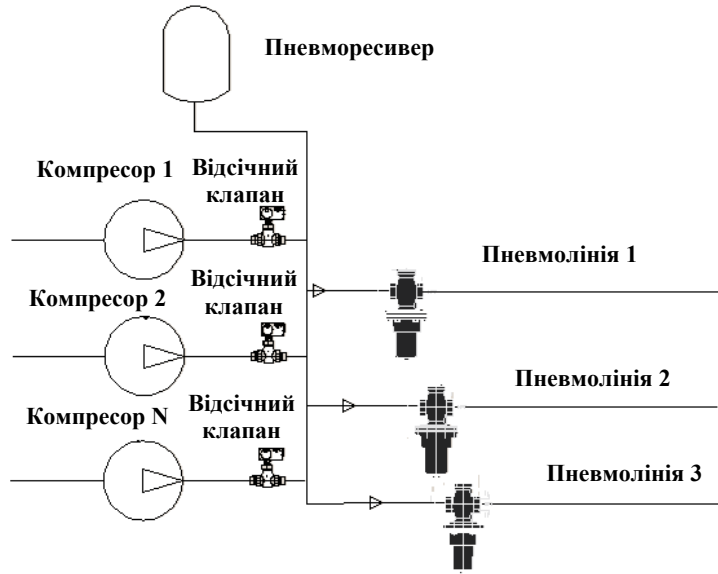 Пневморесивер
Компресор 1
Відсічний
клапан
Пневмолінія 1
Компресор 2
Відсічний
клапан
Пневмолінія 2
Компресор N
Відсічний
клапан
Пневмолінія 3